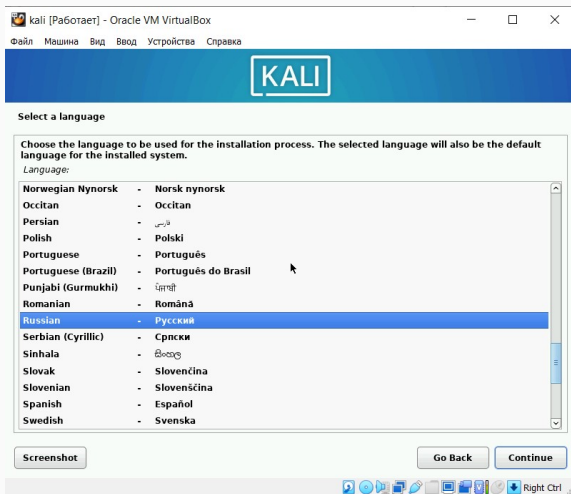 kali [Работает] - Oracle VM VirtualBox
Файл Машина Вид Ввод Устройства Справка
KALI
Select a language
Choose the language to be used for the installation process. The selected language will also be the default
language for the installed system.
Language:
Norwegian Nynorsk - Norsk nynorsk
Occitan - Occitan
Persian - فارسی
Polish - Polski
Portuguese - Português
Portuguese (Brazil) - Português do Brasil
Punjabi (Gurmukhi) - ਪੰਜਾਬੀ
Romanian - Română
Russian - Русский
Serbian (Cyrillic) - Српски
Sinhala - සිංහල
Slovak - Slovenčina
Slovenian - Slovenščina
Spanish - Español
Swedish - Svenska
Screenshot Go Back Continue
Right Ctrl